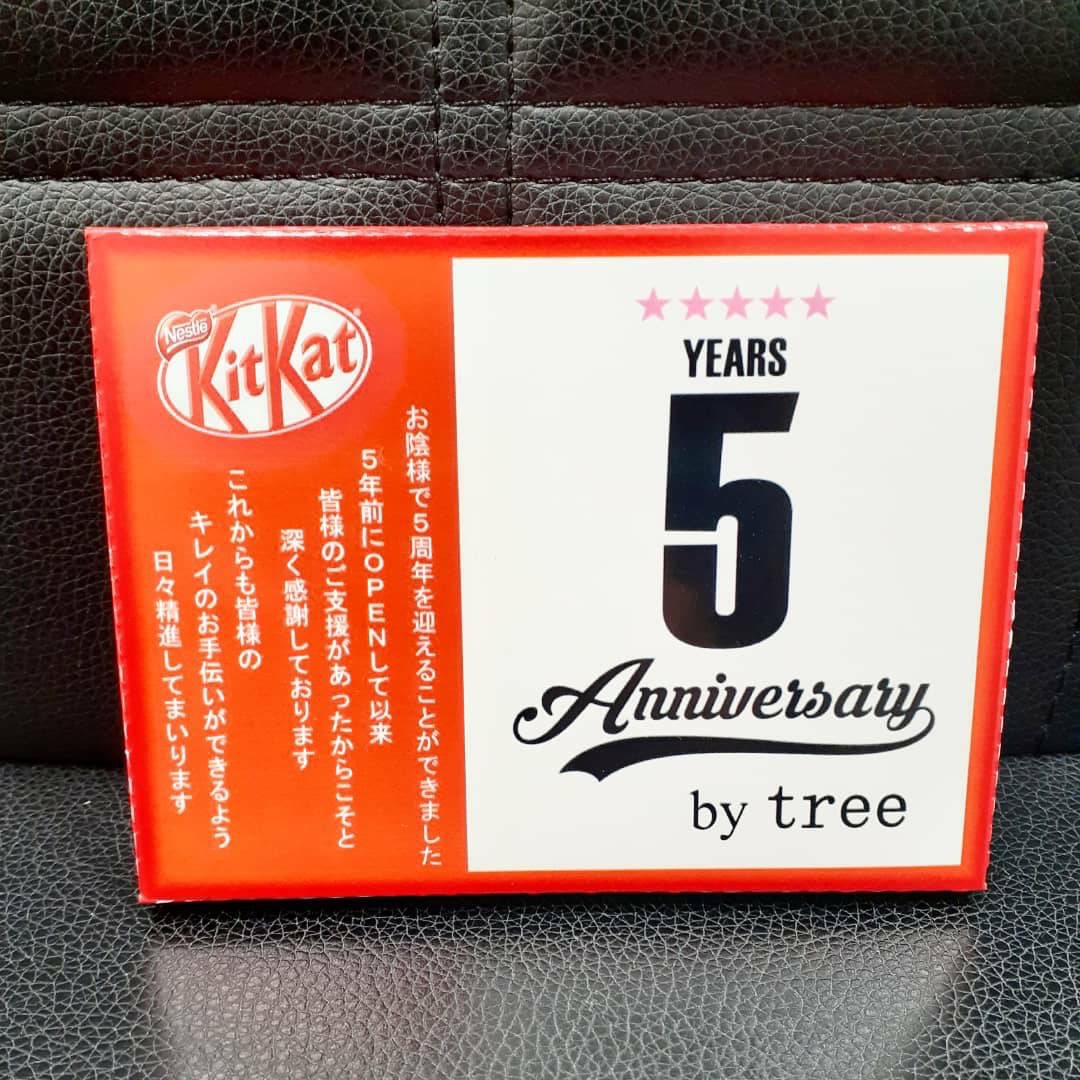 Nestlé
KitKat
お陰様で5周年を迎えることができました
5年前にOPENして以来
皆様のご支援があったからこそと
深く感謝しております
これからも皆様の
キレイのお手伝いができるよう
日々精進してまいります
YEARS
5
Anniversary
by tree